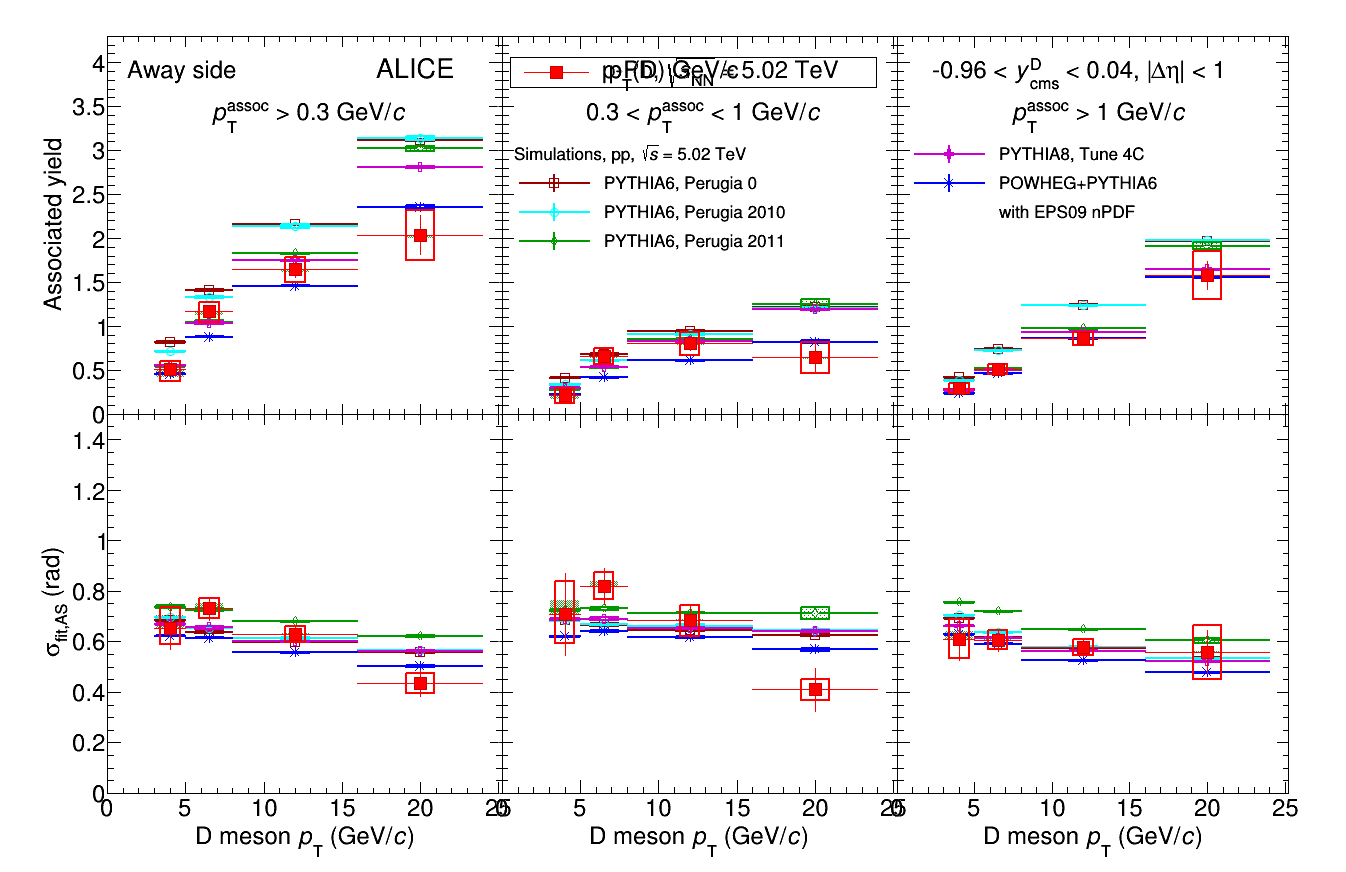 Away side
ALICE
p_T^assoc > 0.3 GeV/c
= 5.02 TeV
0.3 < p_T^assoc < 1 GeV/c
-0.96 < y_cms^D < 0.04, |Δη| < 1
p_T^assoc > 1 GeV/c
Simulations, pp, √s = 5.02 TeV
PYTHIA6, Perugia 0
PYTHIA6, Perugia 2010
PYTHIA6, Perugia 2011
PYTHIA8, Tune 4C
POWHEG+PYTHIA6
with EPS09 nPDF
Associated yield
4
3.5
3
2.5
2
1.5
1
0.5
0
σ_fit,AS (rad)
1.4
1.2
1
0.8
0.6
0.4
0.2
0
0 5 10 15 20
5 10 15 20
5 10 15 20 25
D meson p_T (GeV/c)
D meson p_T (GeV/c)
D meson p_T (GeV/c)